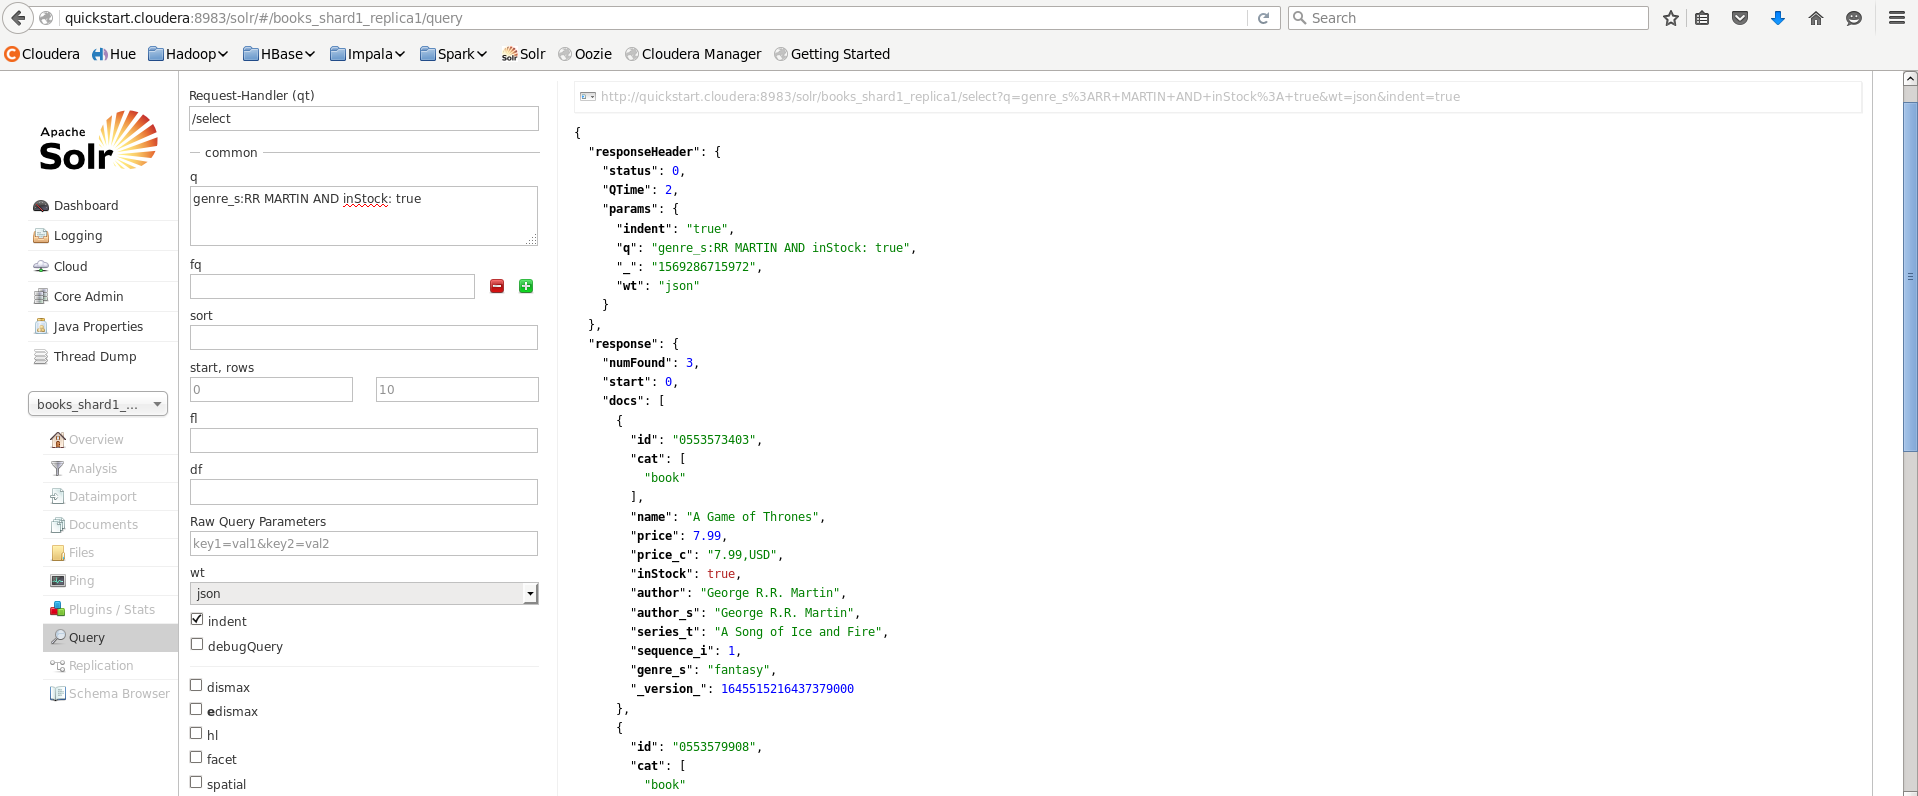 quickstart.cloudera:8983/solr/#/books_shard1_replica1/query
Search
Cloudera
Hue
Hadoop
HBase
Impala
Spark
Solr
Oozie
Cloudera Manager
Getting Started
Apache
Solr
Dashboard
Logging
Cloud
Core Admin
Java Properties
Thread Dump
books_shard1_...
Overview
Analysis
Dataimport
Documents
Files
Ping
Plugins / Stats
Query
Replication
Schema Browser
Request-Handler (qt)
/select
common
q
genre_s:RR MARTIN AND inStock: true
fq
sort
start, rows
0
10
fl
df
Raw Query Parameters
key1=val1&key2=val2
wt
json
indent
debugQuery
dismax
edismax
hl
facet
spatial
http://quickstart.cloudera:8983/solr/books_shard1_replica1/select?q=genre_s%3ARR+MARTIN+AND+inStock%3A+true&wt=json&indent=true
{
"responseHeader": {
"status": 0,
"QTime": 2,
"params": {
"indent": "true",
"q": "genre_s:RR MARTIN AND inStock: true",
"_": "1569286715972",
"wt": "json"
}
},
"response": {
"numFound": 3,
"start": 0,
"docs": [
{
"id": "0553573403",
"cat": [
"book"
],
"name": "A Game of Thrones",
"price": 7.99,
"price_c": "7.99,USD",
"inStock": true,
"author": "George R.R. Martin",
"author_s": "George R.R. Martin",
"series_t": "A Song of Ice and Fire",
"sequence_i": 1,
"genre_s": "fantasy",
"_version_": 1645515216437379000
},
{
"id": "0553579908",
"cat": [
"book"